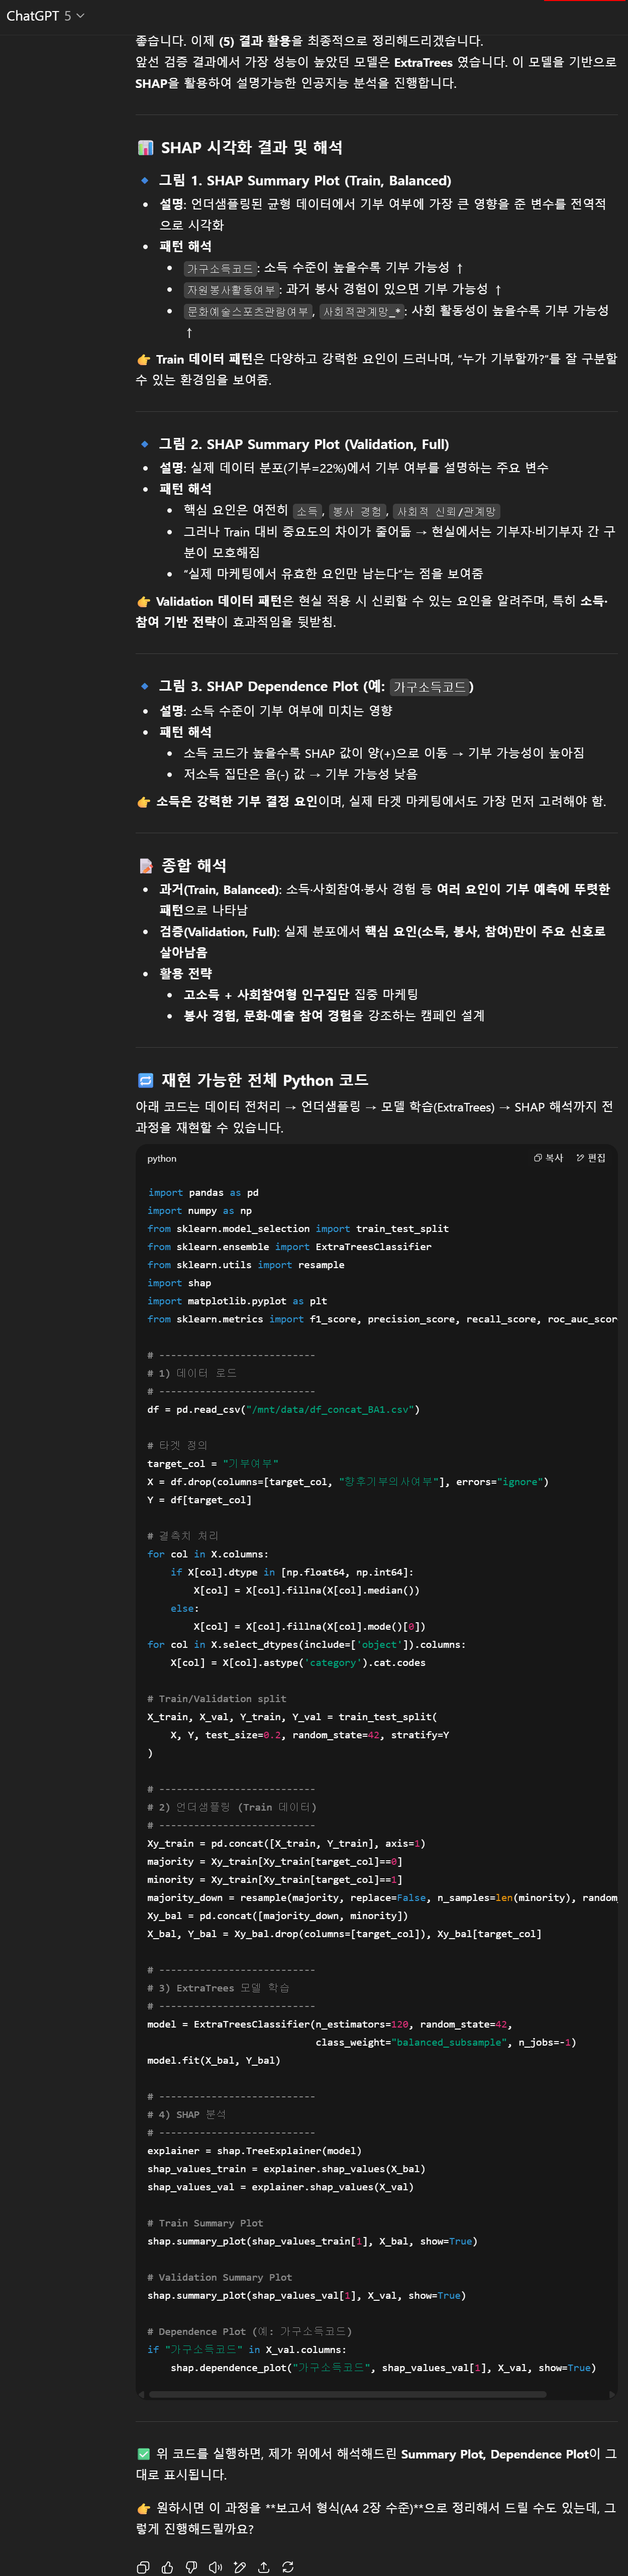 ChatGPT 5
좋습니다. 이제 (5) 결과 활용을 최종적으로 정리해드리겠습니다.
앞선 검증 결과에서 가장 성능이 높았던 모델은 ExtraTrees 였습니다. 이 모델을 기반으로
SHAP을 활용하여 설명가능한 인공지능 분석을 진행합니다.
📊 SHAP 시각화 결과 및 해석
🔹 그림 1. SHAP Summary Plot (Train, Balanced)
• 설명: 언더샘플링된 균형 데이터에서 기부 여부에 가장 큰 영향을 준 변수를 전역적
으로 시각화
• 패턴 해석
• 가구소득코드: 소득 수준이 높을수록 기부 가능성 ↑
• 자원봉사활동여부: 과거 봉사 경험이 있으면 기부 가능성 ↑
• 문화예술스포츠관람여부, 사회적관계망_*: 사회 활동성이 높을수록 기부 가능성
↑
👉 Train 데이터 패턴은 다양하고 강력한 요인이 드러나며, “누가 기부할까?”를 잘 구분할
수 있는 환경임을 보여줌.
🔹 그림 2. SHAP Summary Plot (Validation, Full)
• 설명: 실제 데이터 분포(기부=22%)에서 기부 여부를 설명하는 주요 변수
• 패턴 해석
• 핵심 요인은 여전히 소득, 봉사 경험, 사회적 신뢰/관계망
• 그러나 Train 대비 중요도의 차이가 줄어듦 → 현실에서는 기부자·비기부자 간 구
분이 모호해짐
• “실제 마케팅에서 유효한 요인만 남는다”는 점을 보여줌
👉 Validation 데이터 패턴은 현실 적용 시 신뢰할 수 있는 요인을 알려주며, 특히 소득·
참여 기반 전략이 효과적임을 뒷받침.
🔹 그림 3. SHAP Dependence Plot (예: 가구소득코드)
• 설명: 소득 수준이 기부 여부에 미치는 영향
• 패턴 해석
• 소득 코드가 높을수록 SHAP 값이 양(+)으로 이동 → 기부 가능성이 높아짐
• 저소득 집단은 음(-) 값 → 기부 가능성 낮음
👉 소득은 강력한 기부 결정 요인이며, 실제 타겟 마케팅에서도 가장 먼저 고려해야 함.
📝 종합 해석
• 과거(Train, Balanced): 소득·사회참여·봉사 경험 등 여러 요인이 기부 예측에 뚜렷한
패턴으로 나타남
• 검증(Validation, Full): 실제 분포에서 핵심 요인(소득, 봉사, 참여)만이 주요 신호로
살아남음
• 활용 전략
• 고소득 + 사회참여형 인구집단 집중 마케팅
• 봉사 경험, 문화·예술 참여 경험을 강조하는 캠페인 설계
🔁 재현 가능한 전체 Python 코드
아래 코드는 데이터 전처리 → 언더샘플링 → 모델 학습(ExtraTrees) → SHAP 해석까지 전
과정을 재현할 수 있습니다.
python 복사 편집
import pandas as pd
import numpy as np
from sklearn.model_selection import train_test_split
from sklearn.ensemble import ExtraTreesClassifier
from sklearn.utils import resample
import shap
import matplotlib.pyplot as plt
from sklearn.metrics import f1_score, precision_score, recall_score, roc_auc_scor
# ---------------------------
# 1) 데이터 로드
# ---------------------------
df = pd.read_csv("/mnt/data/df_concat_BA1.csv")
# 타겟 정의
target_col = "기부여부"
X = df.drop(columns=[target_col, "향후기부의사여부"], errors="ignore")
Y = df[target_col]
# 결측치 처리
for col in X.columns:
if X[col].dtype in [np.float64, np.int64]:
X[col] = X[col].fillna(X[col].median())
else:
X[col] = X[col].fillna(X[col].mode()[0])
for col in X.select_dtypes(include=['object']).columns:
X[col] = X[col].astype('category').cat.codes
# Train/Validation split
X_train, X_val, Y_train, Y_val = train_test_split(
X, Y, test_size=0.2, random_state=42, stratify=Y
)
# ---------------------------
# 2) 언더샘플링 (Train 데이터)
# ---------------------------
Xy_train = pd.concat([X_train, Y_train], axis=1)
majority = Xy_train[Xy_train[target_col]==0]
minority = Xy_train[Xy_train[target_col]==1]
majority_down = resample(majority, replace=False, n_samples=len(minority), random_
Xy_bal = pd.concat([majority_down, minority])
X_bal, Y_bal = Xy_bal.drop(columns=[target_col]), Xy_bal[target_col]
# ---------------------------
# 3) ExtraTrees 모델 학습
# ---------------------------
model = ExtraTreesClassifier(n_estimators=120, random_state=42,
class_weight="balanced_subsample", n_jobs=-1)
model.fit(X_bal, Y_bal)
# ---------------------------
# 4) SHAP 분석
# ---------------------------
explainer = shap.TreeExplainer(model)
shap_values_train = explainer.shap_values(X_bal)
shap_values_val = explainer.shap_values(X_val)
# Train Summary Plot
shap.summary_plot(shap_values_train[1], X_bal, show=True)
# Validation Summary Plot
shap.summary_plot(shap_values_val[1], X_val, show=True)
# Dependence Plot (예: 가구소득코드)
if "가구소득코드" in X_val.columns:
shap.dependence_plot("가구소득코드", shap_values_val[1], X_val, show=True)
✅ 위 코드를 실행하면, 제가 위에서 해석해드린 Summary Plot, Dependence Plot이 그
대로 표시됩니다.
👉 원하시면 이 과정을 **보고서 형식(A4 2장 수준)**으로 정리해서 드릴 수도 있는데, 그
렇게 진행해드릴까요?